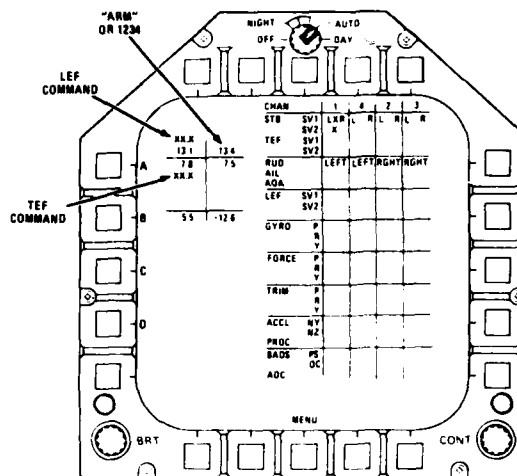 "ARM"
OR 1234
NIGHT AUTO
OFF DAY
LEF
COMMAND
XX.X
13.1 13.4
A 7.8 7.5
XX.X
TEF
COMMAND
B
5.5 -12.6
C
D
CHAN 1 4 2 3
STB SV1 LXR L R L R L R
SV2 X
TEF SV1
SV2
RUD LEFT LEFT RGHT RGHT
AIL
AOA
LEF SV1
SV2
GYRO P
R
Y
FORCE P
R
Y
TRIM P
R
Y
ACCL NY
NZ
PROC
BADS PS
QC
ADC
MENU
BRT CONT